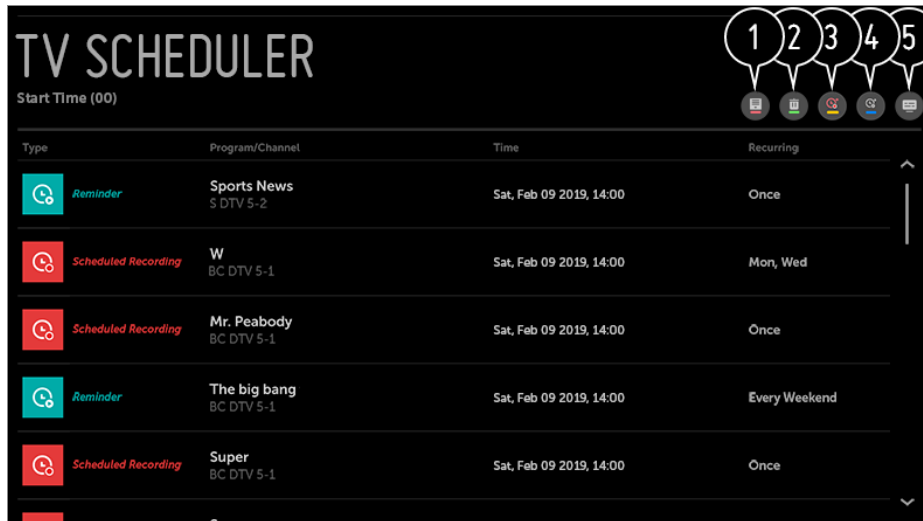 TV SCHEDULER
1 2 3 4 5
Start Time (00)
Type Program/Channel Time Recurring
Reminder Sports News Sat, Feb 09 2019, 14:00 Once
S DTV 5-2
Scheduled Recording W Sat, Feb 09 2019, 14:00 Mon, Wed
BC DTV 5-1
Scheduled Recording Mr. Peabody Sat, Feb 09 2019, 14:00 Once
BC DTV 5-1
Reminder The big bang Sat, Feb 09 2019, 14:00 Every Weekend
BC DTV 5-1
Scheduled Recording Super Sat, Feb 09 2019, 14:00 Once
BC DTV 5-1